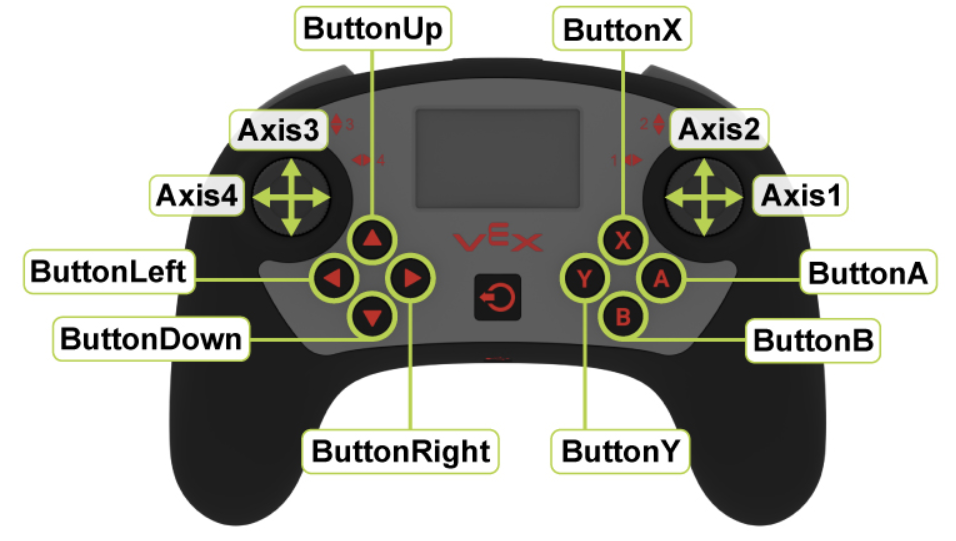 ButtonUp
ButtonX
Axis3
3
2
Axis2
4
1
Axis4
Axis1
VEX
X
ButtonLeft
Y
A
ButtonA
B
ButtonDown
ButtonB
ButtonRight
ButtonY